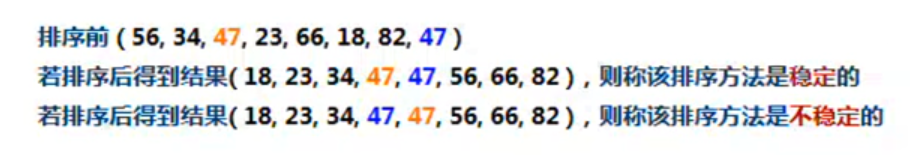 排序前 ( 56, 34, 47, 23, 66, 18, 82, 47 )
若排序后得到结果( 18, 23, 34, 47, 47, 56, 66, 82 ) , 则称该排序方法是稳定的
若排序后得到结果( 18, 23, 34, 47, 47, 56, 66, 82 ) , 则称该排序方法是不稳定的